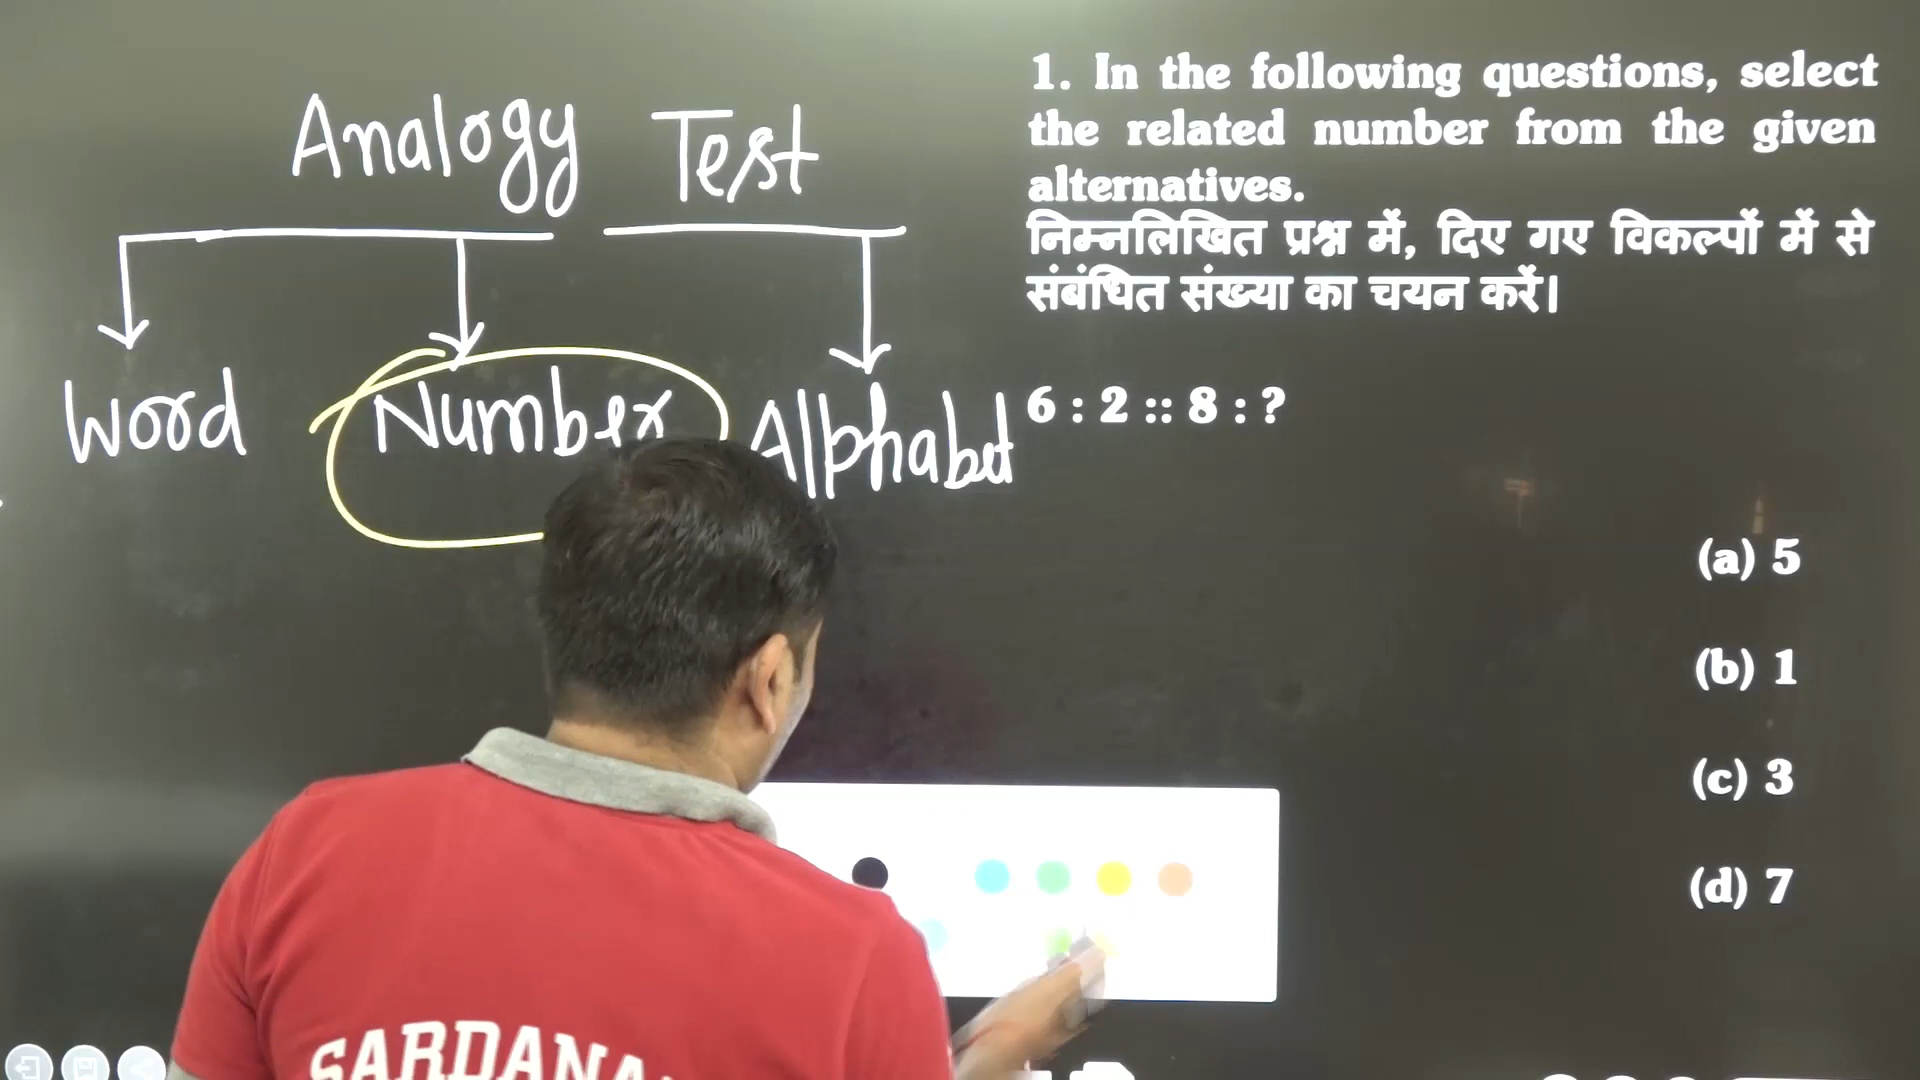 Analogy Test
Word Number Alphabet
1. In the following questions, select
the related number from the given
alternatives.
निम्नलिखित प्रश्न में, दिए गए विकल्पों में से
संबंधित संख्या का चयन करें।
6 : 2 :: 8 : ?
(a) 5
(b) 1
(c) 3
(d) 7
SARDANA